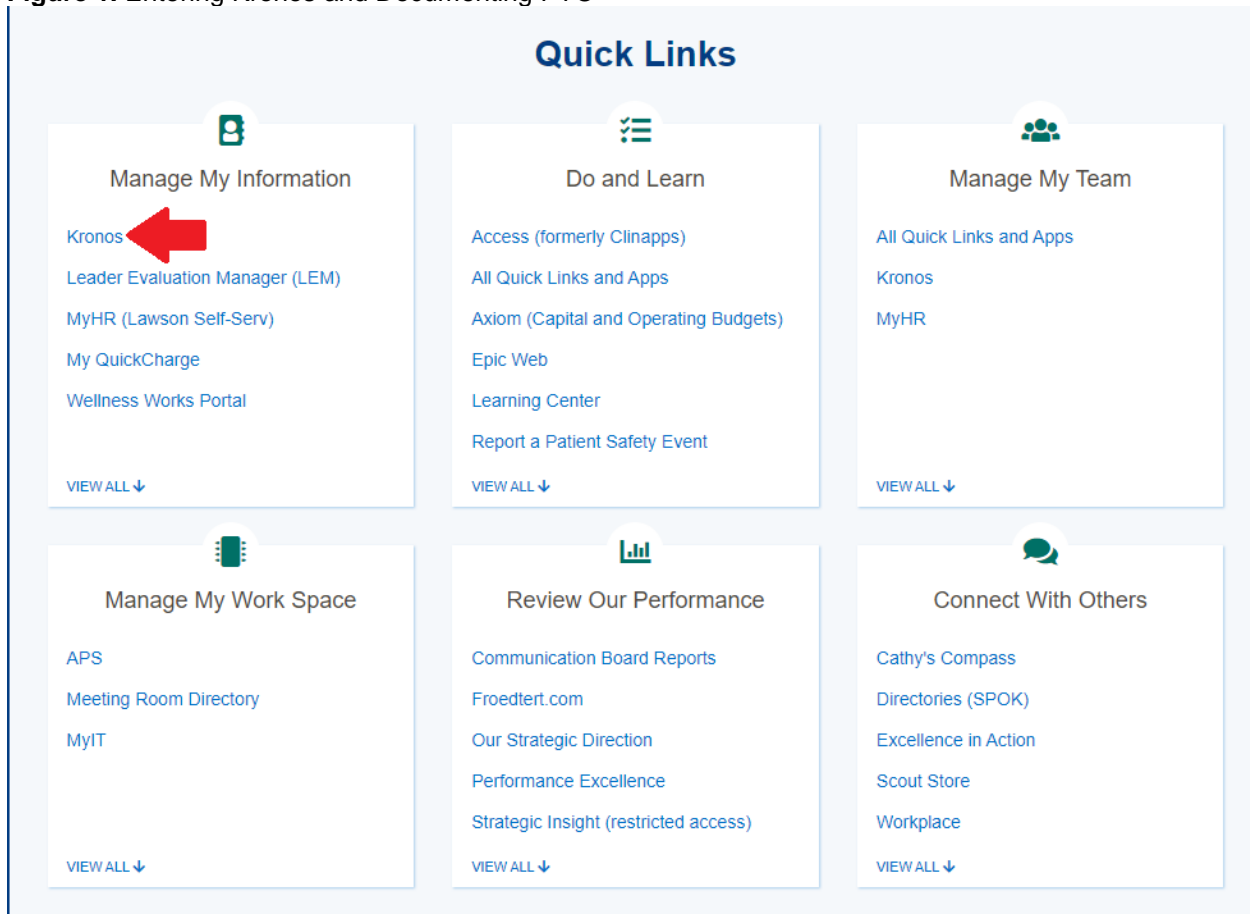 Entering Kronos and Documenting PTO
Quick Links
Manage My Information
Kronos
Leader Evaluation Manager (LEM)
MyHR (Lawson Self-Serv)
My QuickCharge
Wellness Works Portal
VIEW ALL
Do and Learn
Access (formerly Clinapps)
All Quick Links and Apps
Axiom (Capital and Operating Budgets)
Epic Web
Learning Center
Report a Patient Safety Event
VIEW ALL
Manage My Team
All Quick Links and Apps
Kronos
MyHR
VIEW ALL
Manage My Work Space
APS
Meeting Room Directory
MyIT
VIEW ALL
Review Our Performance
Communication Board Reports
Froedtert.com
Our Strategic Direction
Performance Excellence
Strategic Insight (restricted access)
VIEW ALL
Connect With Others
Cathy's Compass
Directories (SPOK)
Excellence in Action
Scout Store
Workplace
VIEW ALL